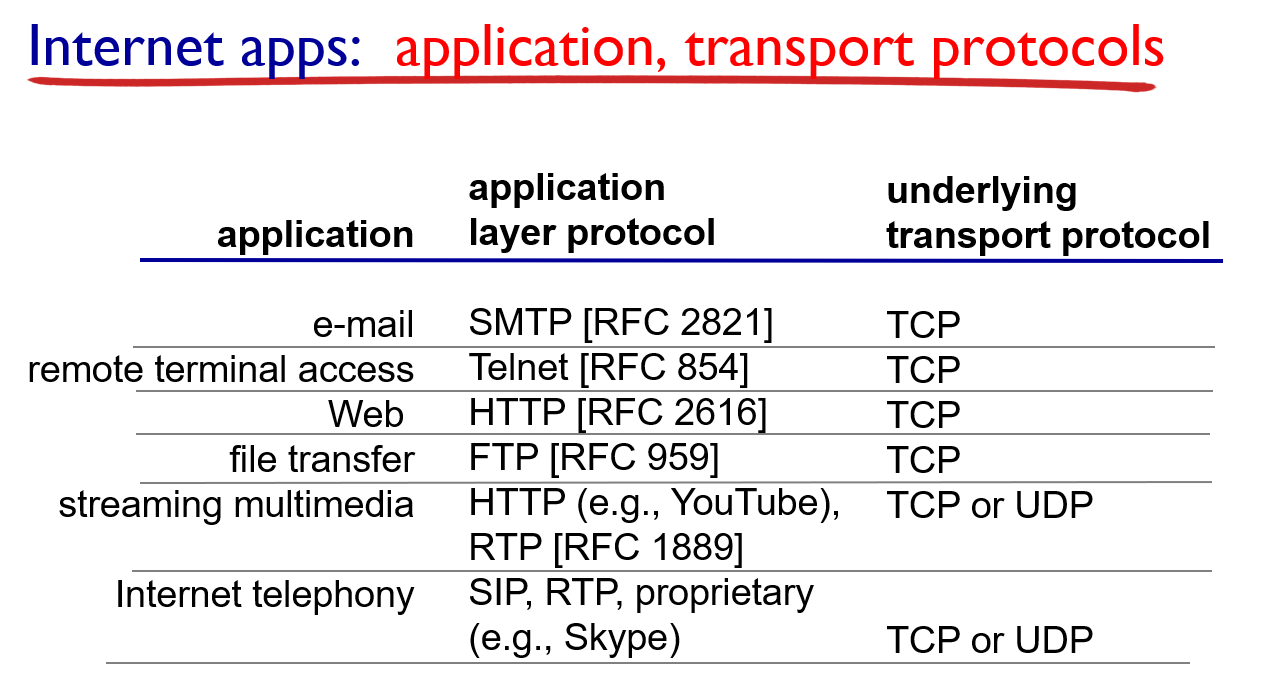 Internet apps: application, transport protocols
application
application layer protocol
underlying transport protocol
e-mail SMTP [RFC 2821] TCP
remote terminal access Telnet [RFC 854] TCP
Web HTTP [RFC 2616] TCP
file transfer FTP [RFC 959] TCP
streaming multimedia HTTP (e.g., YouTube), TCP or UDP
RTP [RFC 1889]
Internet telephony SIP, RTP, proprietary
(e.g., Skype) TCP or UDP